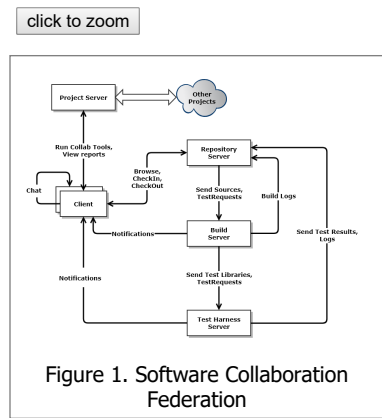 click to zoom
Project Server
Other
Projects
Run Collab Tools,
View reports
Repository
Server
Browse,
CheckIn,
CheckOut
Chat
Client
Send Sources,
TestRequests
Build Logs
Notifications
Build
Server
Send Test Results,
Logs
Notifications
Send Test Libraries,
TestRequests
Test Harness
Server
Figure 1. Software Collaboration
Federation